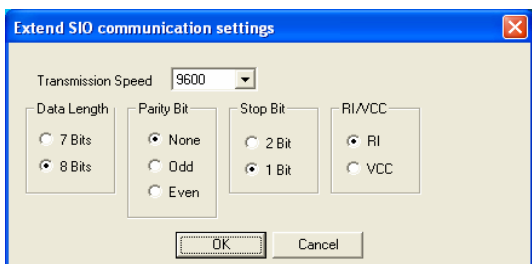 Extend SIO communication settings
Transmission Speed 9600
Data Length Parity Bit Stop Bit RI/VCC
7 Bits None 2 Bit RI
8 Bits Odd 1 Bit VCC
Even
OK Cancel